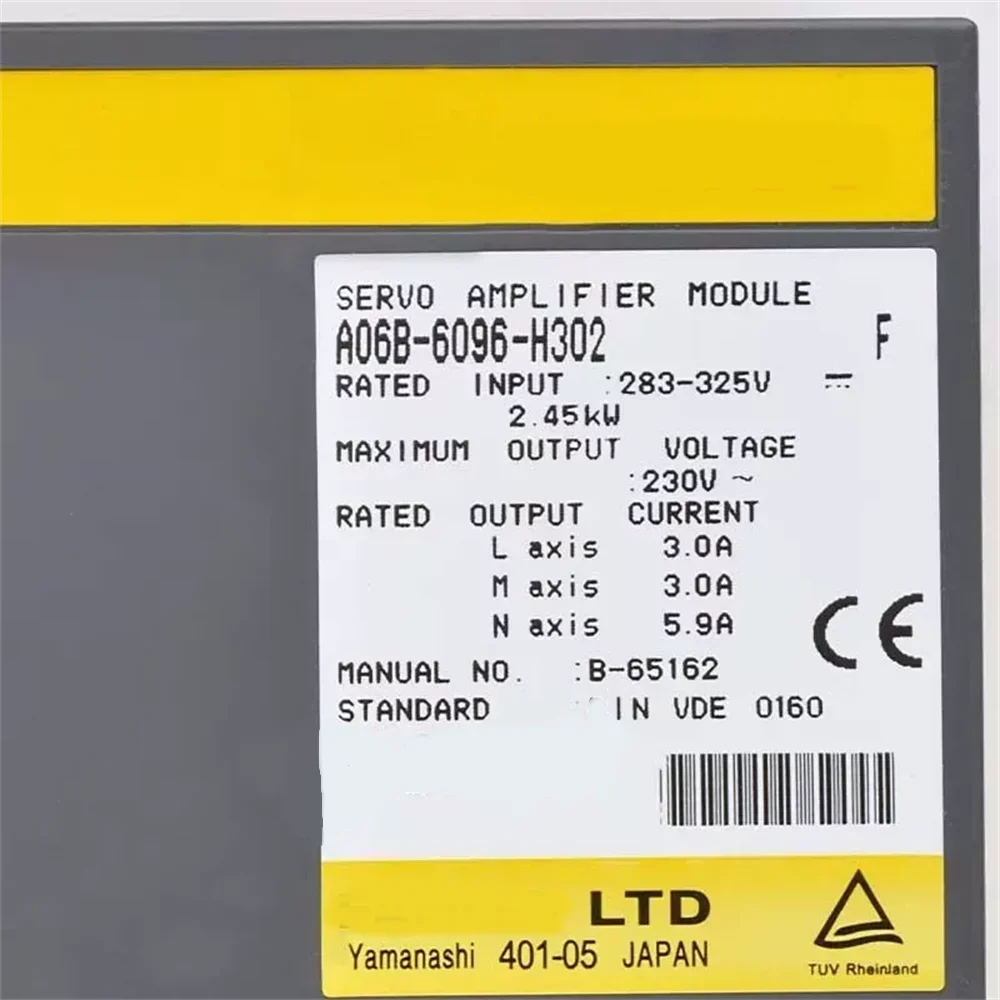 SERVO AMPLIFIER MODULE
A06B-6096-H302 F
RATED INPUT :283-325V ⎓
2.45kW
MAXIMUM OUTPUT VOLTAGE
:230V ~
RATED OUTPUT CURRENT
L axis 3.0A
M axis 3.0A
N axis 5.9A
CE
MANUAL NO. :B-65162
STANDARD IN VDE 0160
LTD
Yamanashi 401-05 JAPAN
TUV Rheinland